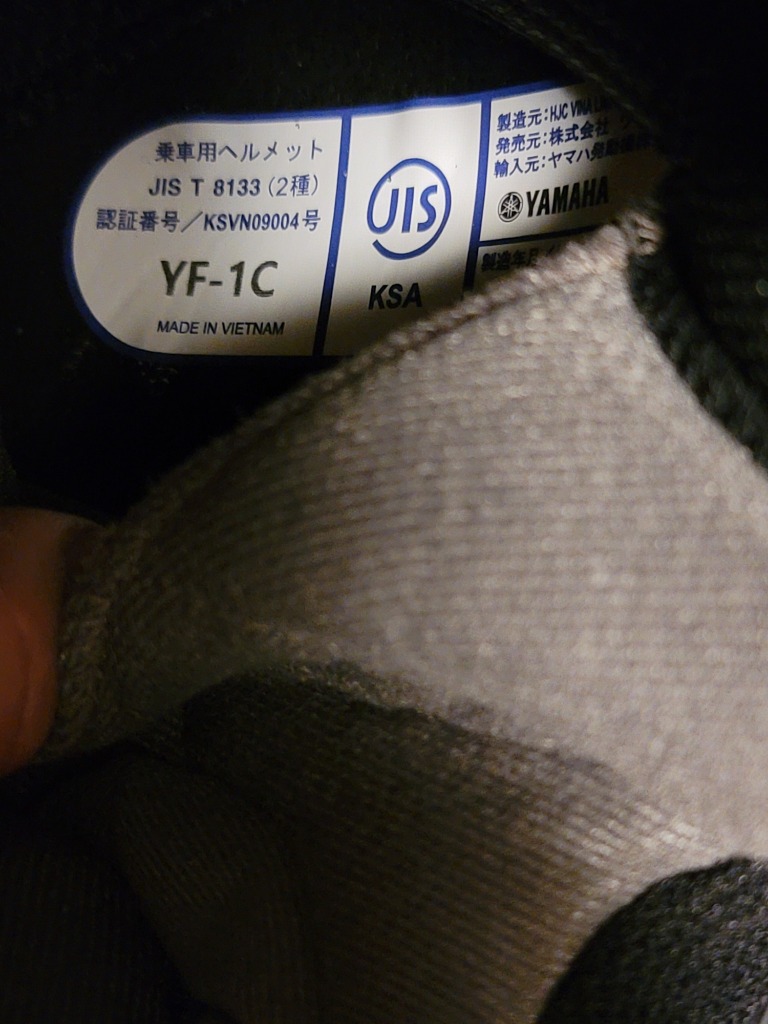 乗車用ヘルメット
JIS T 8133 (2種)
認証番号/KSVN09004号
YF-1C
MADE IN VIETNAM
JIS
KSA
製造元:HJC VINA
発売元:株式会社
輸入元:ヤマハ発動機
YAMAHA
製造年月